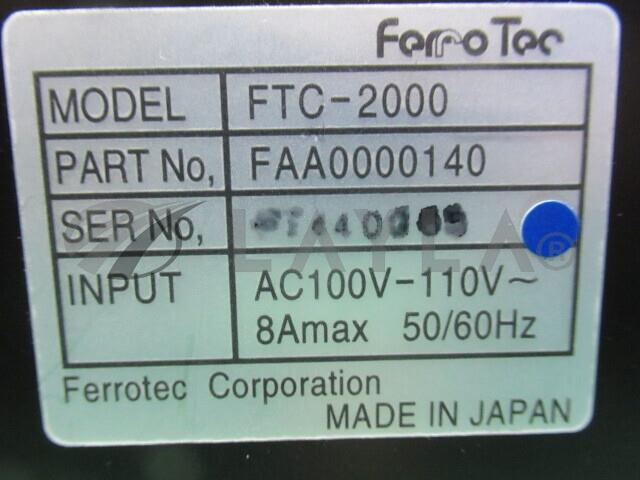 FerroTec
MODEL FTC-2000
PART No, FAA0000140
SER No,
LAYLA®
INPUT AC100V-110V~
8Amax 50/60Hz
Ferrotec Corporation
MADE IN JAPAN